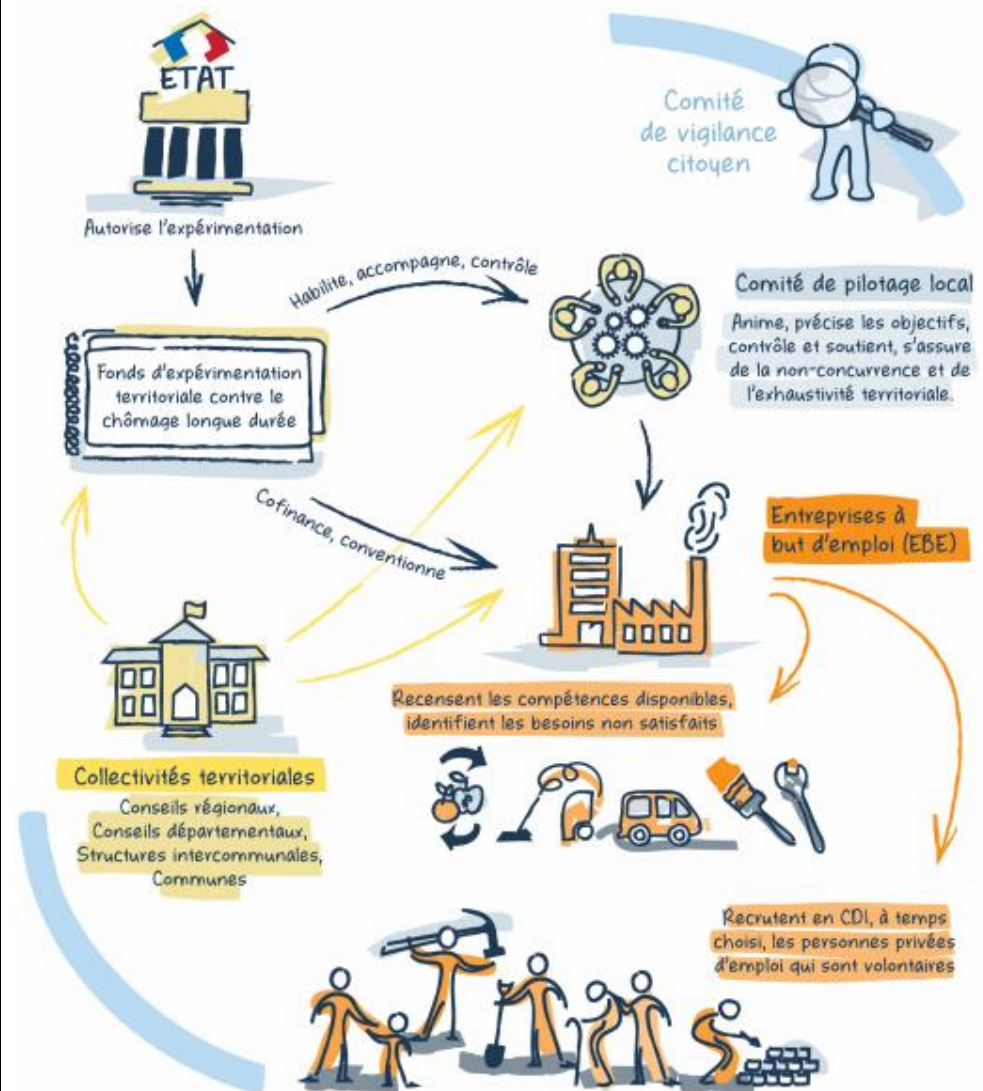 ETAT
Autorise l'expérimentation
Comité
de vigilance
citoyen
Habilite, accompagne, contrôle
Comité de pilotage local
Anime, précise les objectifs,
contrôle et soutient, s'assure
de la non-concurrence et de
l'exhaustivité territoriale.
Fonds d'expérimentation
territoriale contre le
chômage longue durée
Cofinance, conventionne
Entreprises à
but d'emploi (EBE)
Recensent les compétences disponibles,
identifient les besoins non satisfaits
Collectivités territoriales
Conseils régionaux,
Conseils départementaux,
Structures intercommunales,
Communes
Recrutent en CDI, à temps
choisi, les personnes privées
d'emploi qui sont volontaires